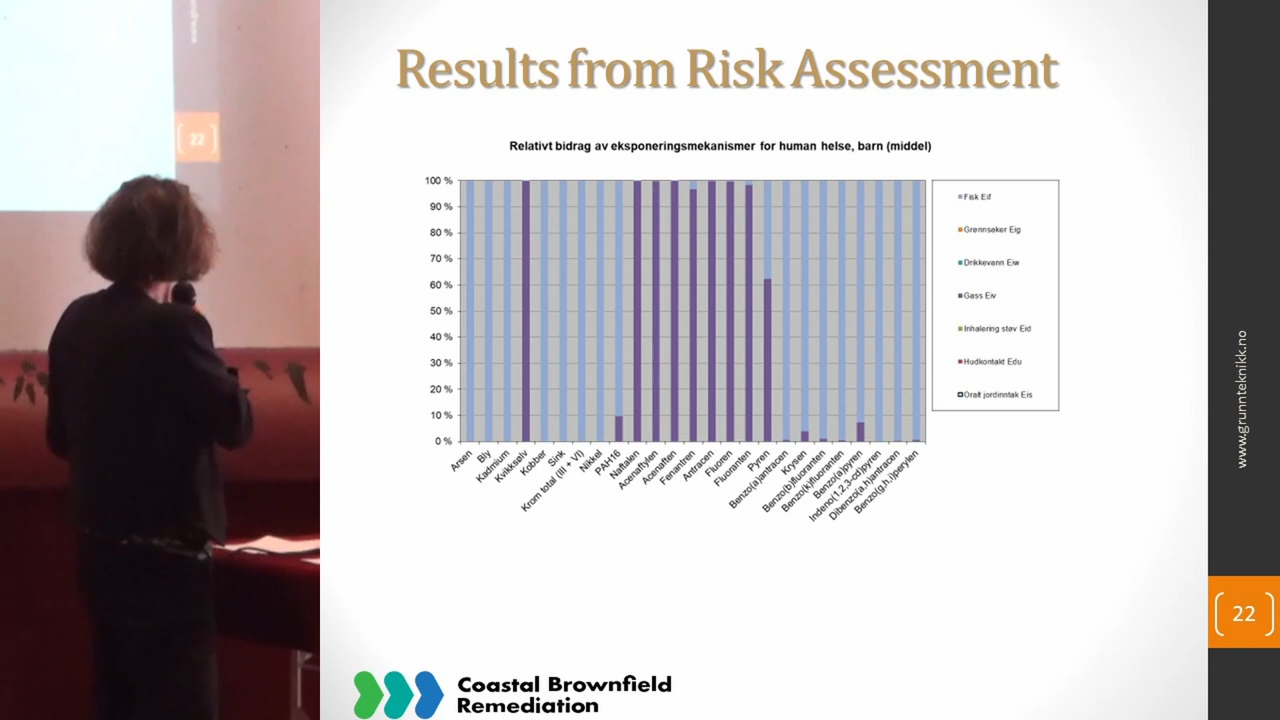 22
Results from Risk Assessment
Relativt bidrag av eksponeringsmekanismer for human helse, barn (middel)
100 %
90 %
80 %
70 %
60 %
50 %
40 %
30 %
20 %
10 %
0 %
Arsen
Bly
Kadmium
Kvikksølv
Kobber
Sink
Krom total (III + VI)
Nikkel
PAH16
Naftalen
Acenaftylen
Acenaften
Fenantren
Antracen
Fluoren
Fluoranten
Pyren
Benzo(a)antracen
Krysen
Benzo(b)fluoranten
Benzo(k)fluoranten
Benzo(a)pyren
Indeno(1,2,3-cd)pyren
Dibenzo(a,h)antracen
Benzo(g,h,i)perylen
Fisk Eif
Grønnsaker Eig
Drikkevann Eiw
Gass Eiv
Inhalering støv Eid
Hudkontakt Edu
Oralt jordinntak Eis
www.grunnteknikk.no
22
Coastal Brownfield
Remediation